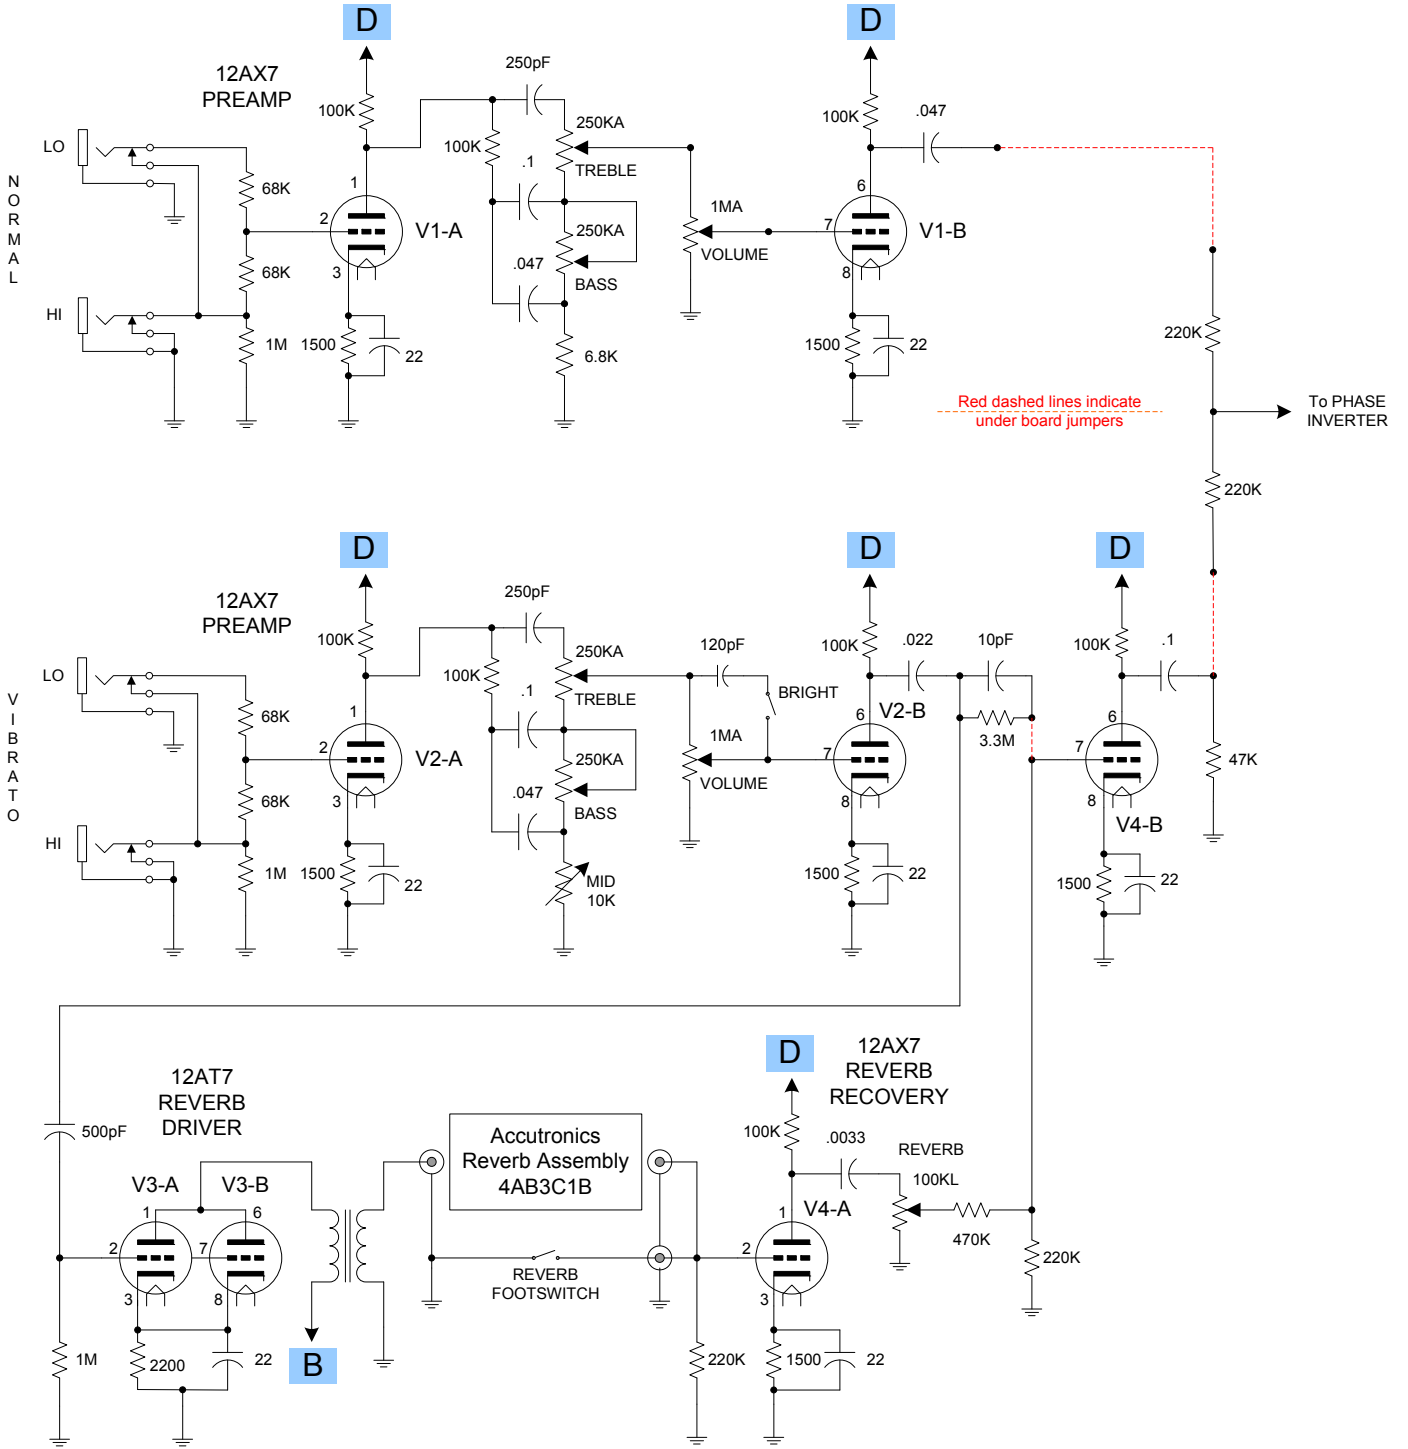 D
D
12AX7
PREAMP
250pF
100K
100K
.047
LO
100K
250KA
TREBLE
.1
1
6
NORMAL
68K
2
V1-A
1MA
7
V1-B
250KA
VOLUME
68K
3
.047
BASS
8
HI
1M
1500
22
6.8K
1500
22
220K
Red dashed lines indicate
under board jumpers
To PHASE
INVERTER
220K
D
D
D
12AX7
PREAMP
250pF
100K
100K
.022
10pF
100K
.1
120pF
LO
100K
250KA
TREBLE
BRIGHT
.1
V2-B
VIBRATO
68K
1
6
3.3M
6
2
V2-A
1MA
7
7
47K
250KA
VOLUME
68K
3
.047
BASS
8
8
V4-B
HI
1M
1500
22
MID
10K
1500
22
1500
22
D
12AX7
REVERB
RECOVERY
12AT7
REVERB
DRIVER
500pF
Accutronics
Reverb Assembly
4AB3C1B
100K
.0033
REVERB
100KL
V3-A
V3-B
V4-A
1
6
1
470K
2
7
2
220K
REVERB
FOOTSWITCH
3
8
3
1M
2200
22
B
220K
1500
22